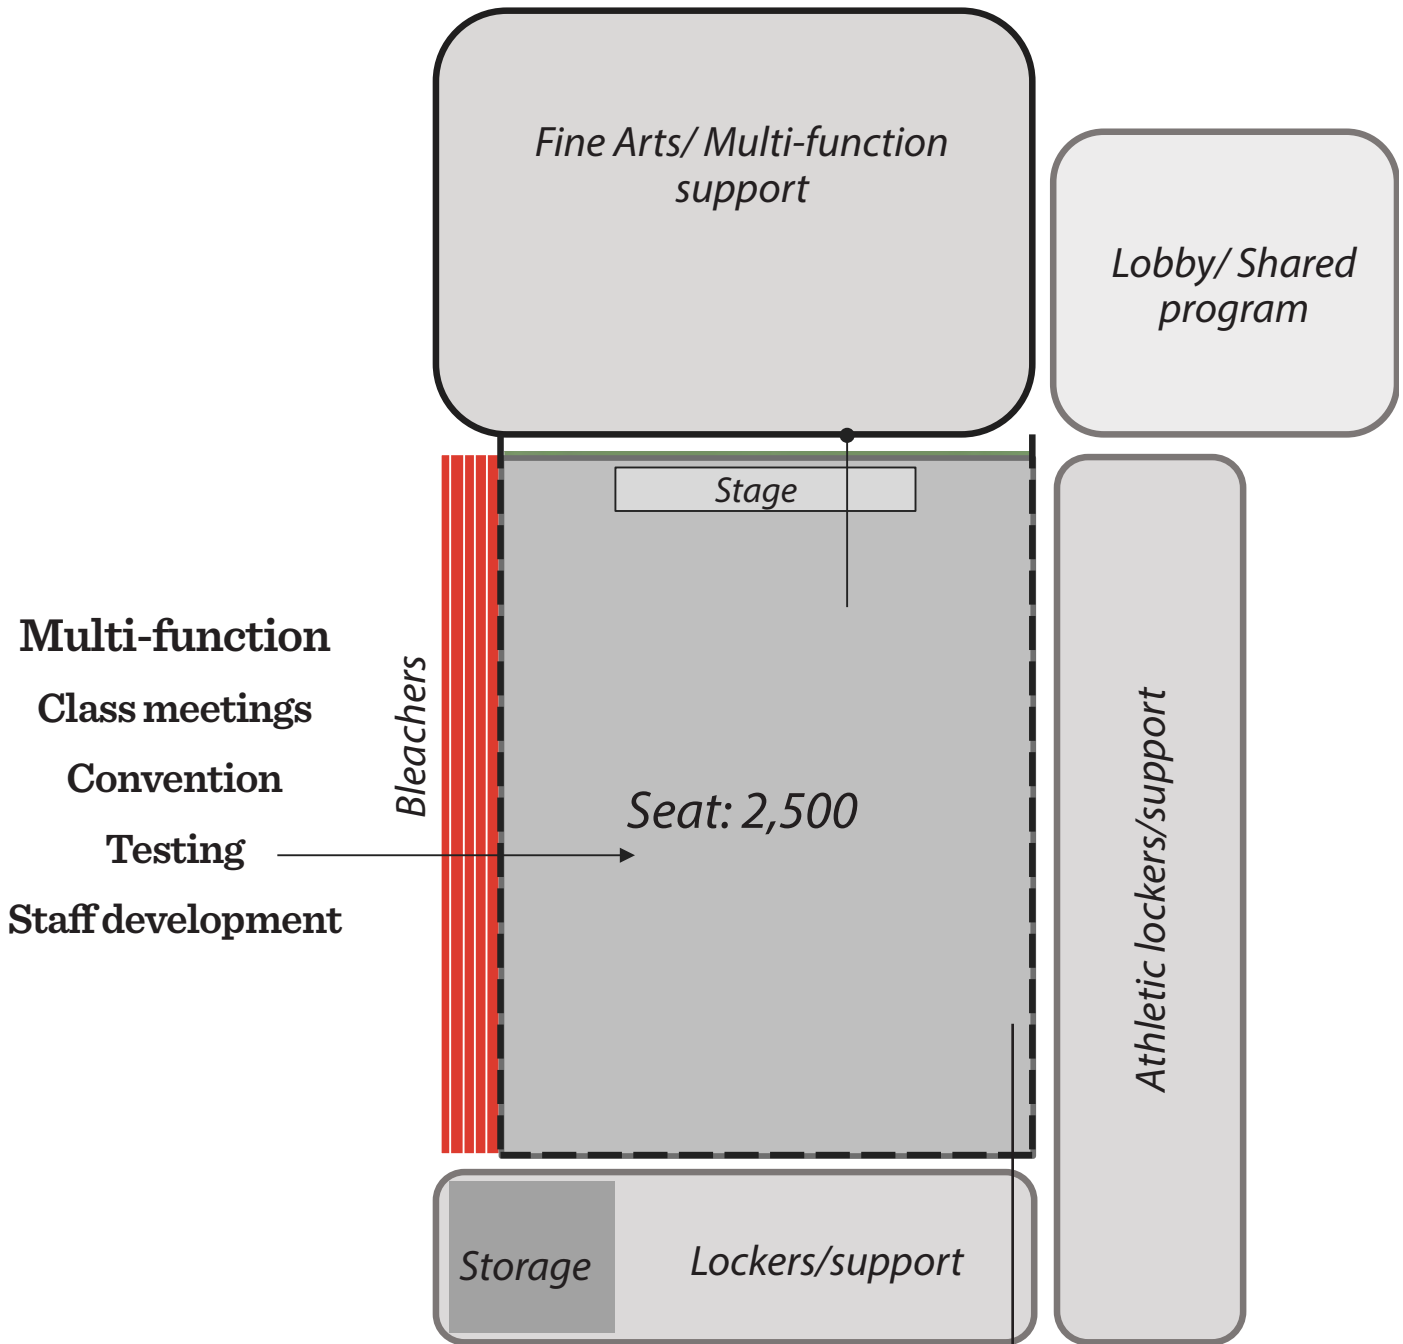 Fine Arts/ Multi-function
support
Lobby/ Shared
program
Stage
Multi-function
Class meetings
Convention
Testing
Staff development
Bleachers
Seat: 2,500
Athletic lockers/support
Storage
Lockers/support